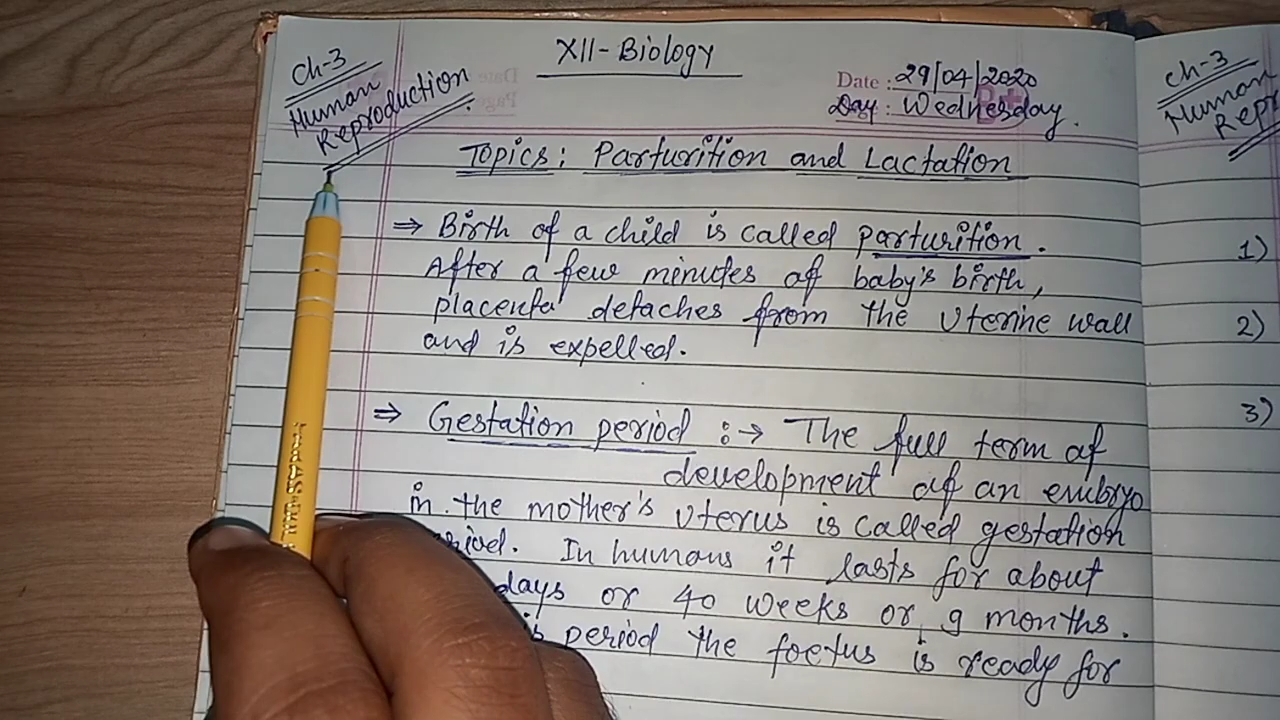 XII-Biology
Ch-3
Human
Reproduction
Date : 29/04/2020
Day : Wednesday.
Topics: Parturition and Lactation
⇒ Birth of a child is called parturition.
After a few minutes of baby's birth,
placenta detaches from the uterine wall
and is expelled.
⇒ Gestation period :→ The full term of
development of an embryo
in the mother's uterus is called gestation
In humans it lasts for about
days or 40 weeks or 9 months.
period the foetus is ready for
Ch-3
Human
1)
2)
3)